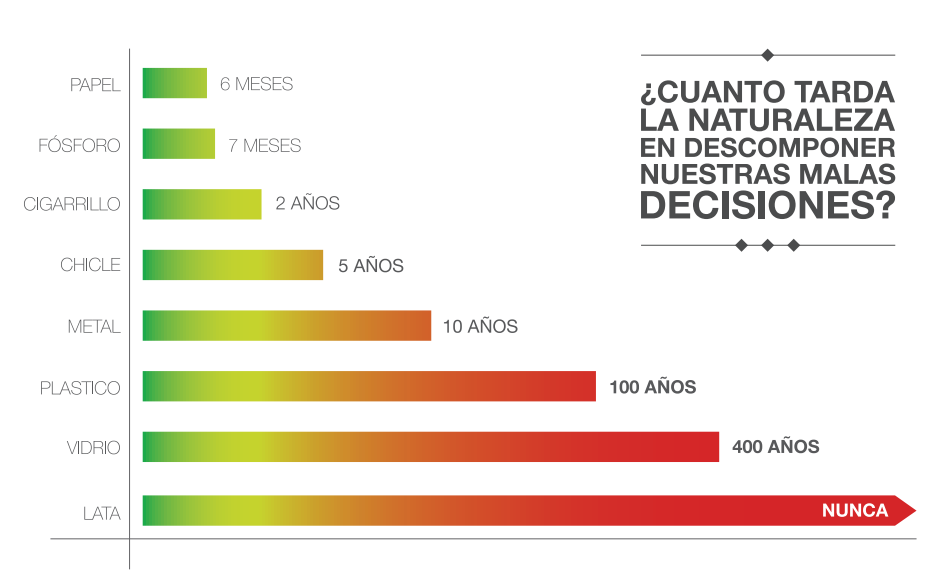 ¿CUANTO TARDA
LA NATURALEZA
EN DESCOMPONER
NUESTRAS MALAS
DECISIONES?
PAPEL 6 MESES
FÓSFORO 7 MESES
CIGARRILLO 2 AÑOS
CHICLE 5 AÑOS
METAL 10 AÑOS
PLASTICO 100 AÑOS
VIDRIO 400 AÑOS
LATA NUNCA